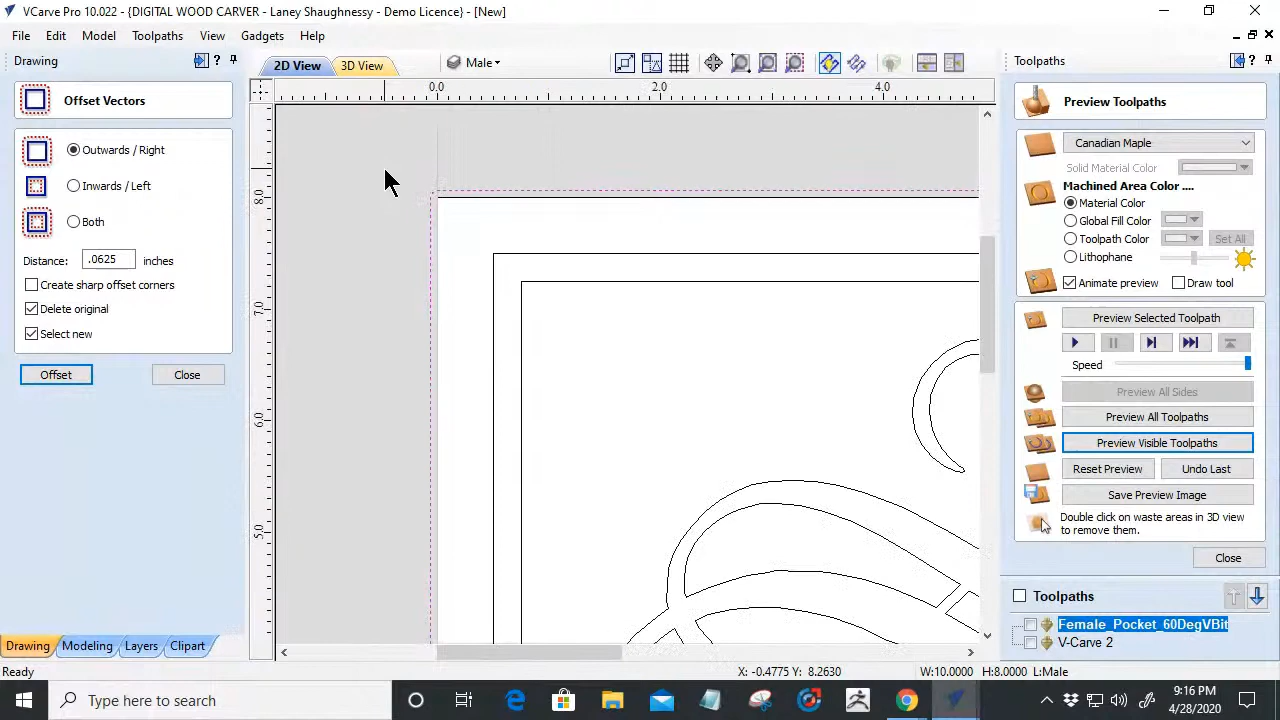 VCarve Pro 10.022 - {DIGITAL WOOD CARVER - Laney Shaughnessy - Demo Licence} - [New]
File Edit Model Toolpaths View Gadgets Help
Drawing
2D View
3D View
Male
Toolpaths
Offset Vectors
Outwards / Right
Inwards / Left
Both
Distance: .0625 inches
Create sharp offset corners
Delete original
Select new
Offset
Close
0.0 2.0 4.0
8.0
7.0
6.0
5.0
Preview Toolpaths
Canadian Maple
Solid Material Color
Machined Area Color ....
Material Color
Global Fill Color
Toolpath Color
Set All
Lithophane
Animate preview
Draw tool
Preview Selected Toolpath
Speed
Preview All Sides
Preview All Toolpaths
Preview Visible Toolpaths
Reset Preview
Undo Last
Save Preview Image
Double click on waste areas in 3D view
to remove them.
Close
Toolpaths
Female_Pocket_60DegVBit
V-Carve 2
Drawing Modeling Layers Clipart
Ready
X: -0.4775 Y: 8.2630
W:10.0000 H:8.0000 L:Male
Type here to search
9:16 PM
4/28/2020